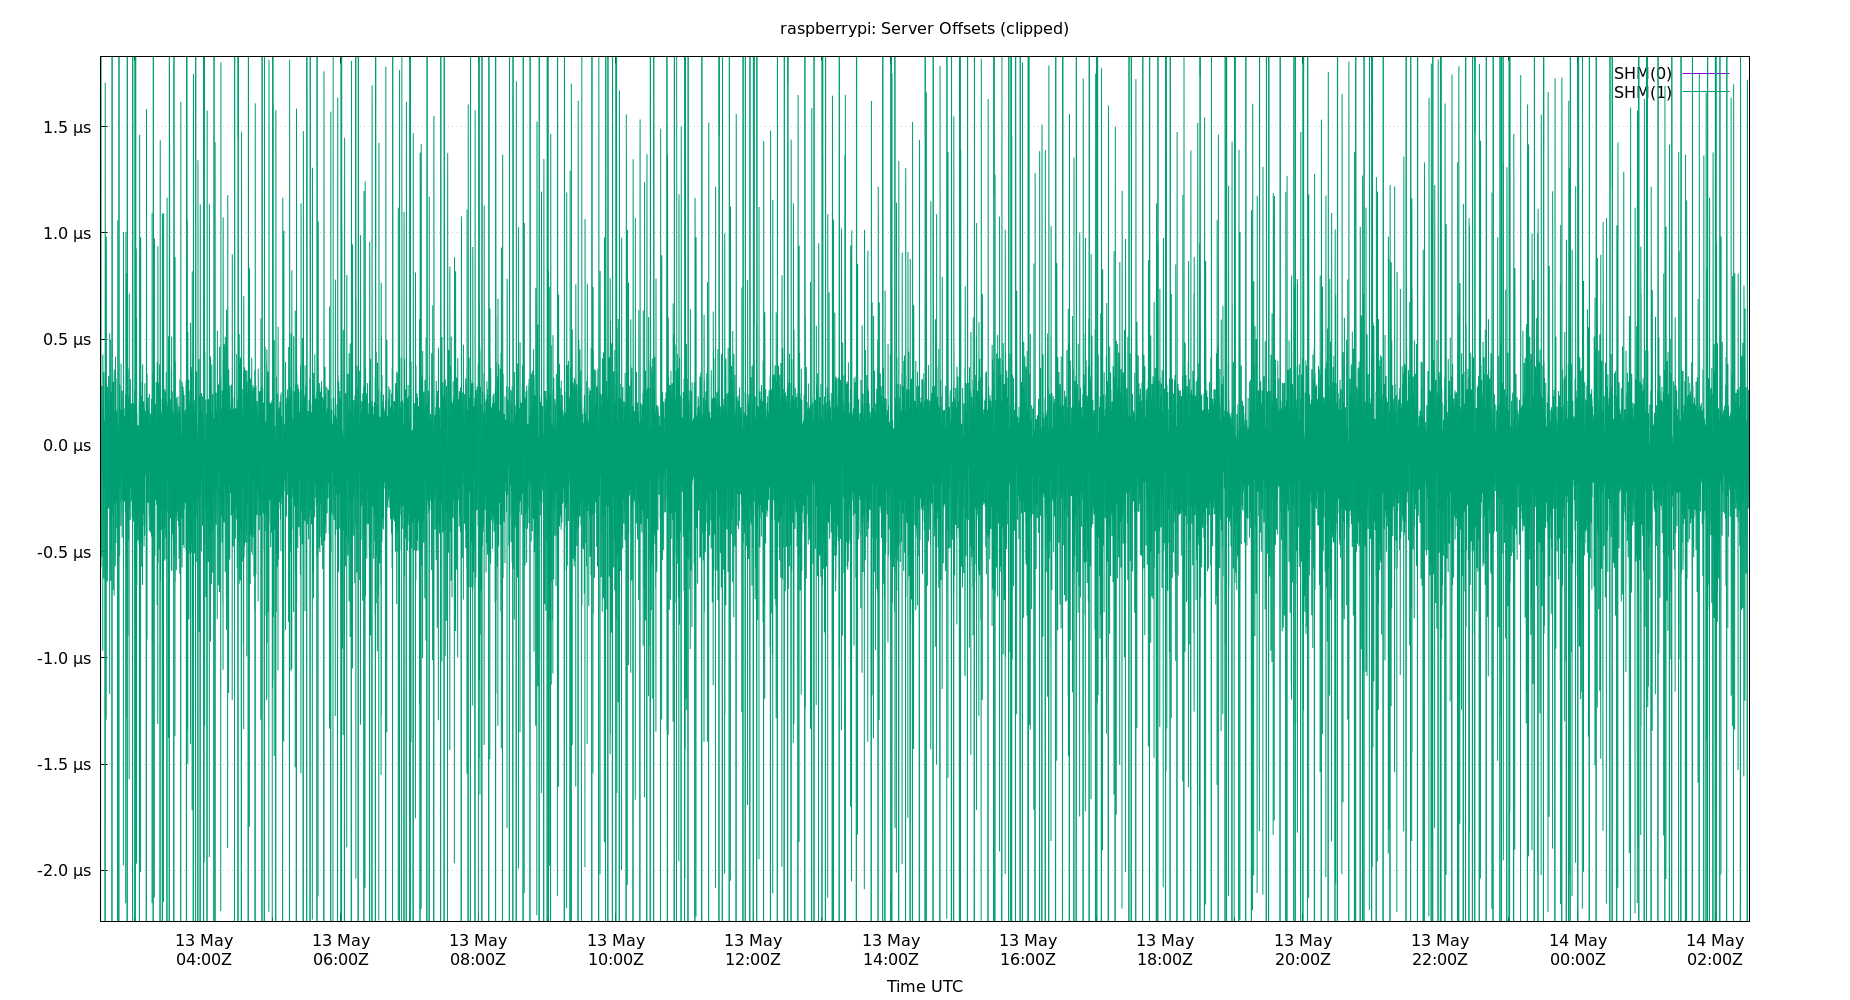 raspberrypi: Server Offsets (clipped)
SHM(0)
SHM(1)
1.5 µs
1.0 µs
0.5 µs
0.0 µs
-0.5 µs
-1.0 µs
-1.5 µs
-2.0 µs
13 May 13 May 13 May 13 May 13 May 13 May 13 May 13 May 13 May 13 May 14 May 14 May
04:00Z 06:00Z 08:00Z 10:00Z 12:00Z 14:00Z 16:00Z 18:00Z 20:00Z 22:00Z 00:00Z 02:00Z
Time UTC